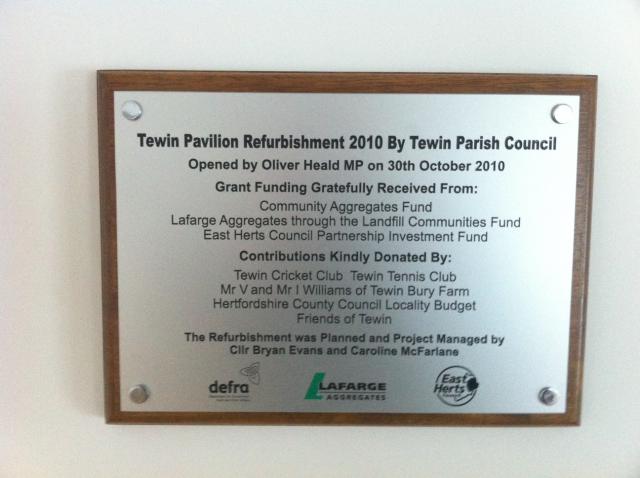 Tewin Pavilion Refurbishment 2010 By Tewin Parish Council
Opened by Oliver Heald MP on 30th October 2010
Grant Funding Gratefully Received From:
Community Aggregates Fund
Lafarge Aggregates through the Landfill Communities Fund
East Herts Council Partnership Investment Fund
Contributions Kindly Donated By:
Tewin Cricket Club Tewin Tennis Club
Mr V and Mr I Williams of Tewin Bury Farm
Hertfordshire County Council Locality Budget
Friends of Tewin
The Refurbishment was Planned and Project Managed by
Cllr Bryan Evans and Caroline McFarlane
defra
LAFARGE
AGGREGATES
East
Herts